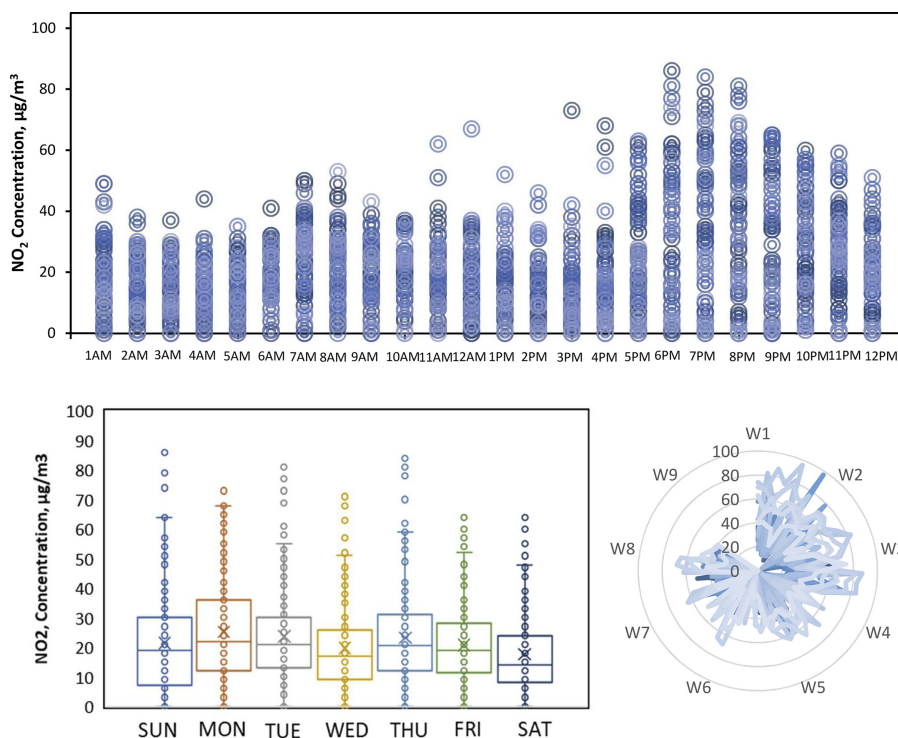 NO₂ Concentration, µg/m³
100
80
60
40
20
0
1AM 2AM 3AM 4AM 5AM 6AM 7AM 8AM 9AM 10AM 11AM 12AM 1PM 2PM 3PM 4PM 5PM 6PM 7PM 8PM 9PM 10PM 11PM 12PM
NO2, Concentration, µg/m3
100
90
80
70
60
50
40
30
20
10
0
SUN MON TUE WED THU FRI SAT
W1
W2
W4
W5
W6
W7
W8
W9
100
80
60
40
20
0